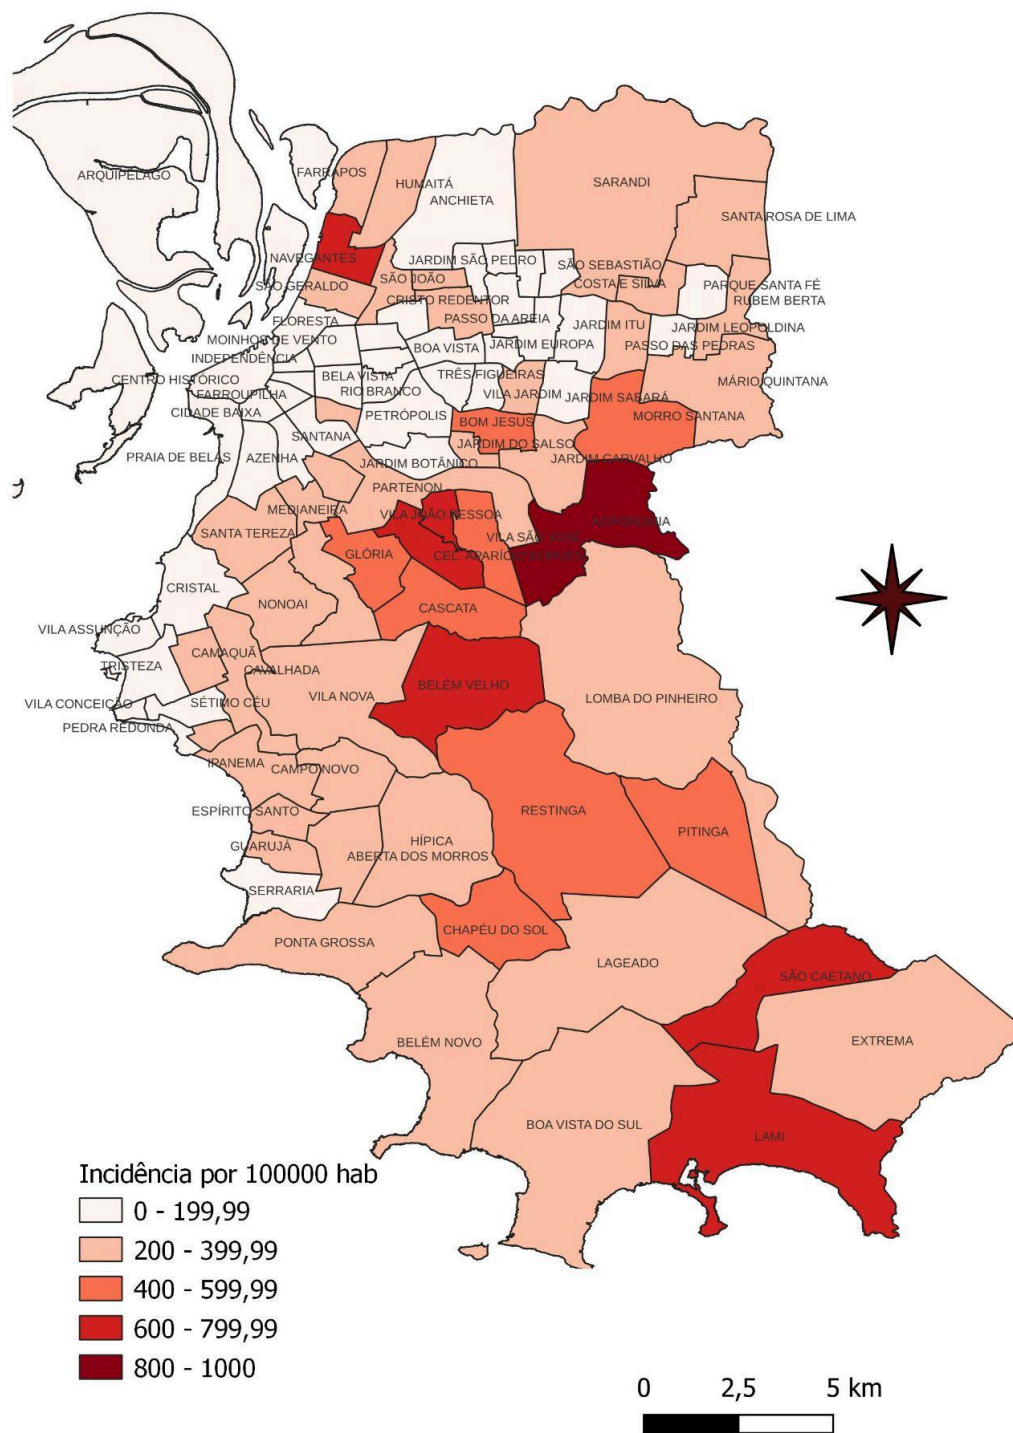 ARQUIPELAGO
FARRAPOS
HUMAITÁ
ANCHIETA
SARANDI
SANTA ROSA DE LIMA
NAVEGANTES
JARDIM SÃO PEDRO
SÃO SEBASTIÃO
SÃO JOÃO
COSTA E SILVA
PARQUE SANTA FÉ
SÃO GERALDO
CRISTO REDENTOR
RUBEM BERTA
FLORESTA
PASSO DA AREIA
JARDIM ITU
JARDIM LEOPOLDINA
MOINHOS DE VENTO
BOA VISTA
JARDIM EUROPA
PASSO DAS PEDRAS
INDEPENDÊNCIA
CENTRO HISTÓRICO
BELA VISTA
TRÊS FIGUEIRAS
MÁRIO QUINTANA
FARROUPILHA
RIO BRANCO
VILA JARDIM
JARDIM SABARÁ
CIDADE BAIXA
PETRÓPOLIS
BOM JESUS
MORRO SANTANA
SANTANA
JARDIM DO SALSO
PRAIA DE BELAS
AZENHA
JARDIM BOTÂNICO
JARDIM CARVALHO
PARTENON
MEDIANEIRA
VILA JOÃO PESSOA
SANTA TEREZA
VILA SÃO
GLÓRIA
CEL. APARÍCIO
CRISTAL
NONOAI
CASCATA
VILA ASSUNÇÃO
CAMAQUÃ
TRISTEZA
CAVALHADA
BELÉM VELHO
VILA NOVA
LOMBA DO PINHEIRO
VILA CONCEIÇÃO
SÉTIMO CÉU
PEDRA REDONDA
IPANEMA
CAMPO NOVO
ESPÍRITO SANTO
RESTINGA
PITINGA
GUARUJÁ
HÍPICA
ABERTA DOS MORROS
SERRARIA
CHAPÉU DO SOL
PONTA GROSSA
LAGEADO
SÃO CAETANO
BELÉM NOVO
EXTREMA
BOA VISTA DO SUL
LAMI
Incidência por 100000 hab
0 - 199,99
200 - 399,99
400 - 599,99
600 - 799,99
800 - 1000
0 2,5 5 km